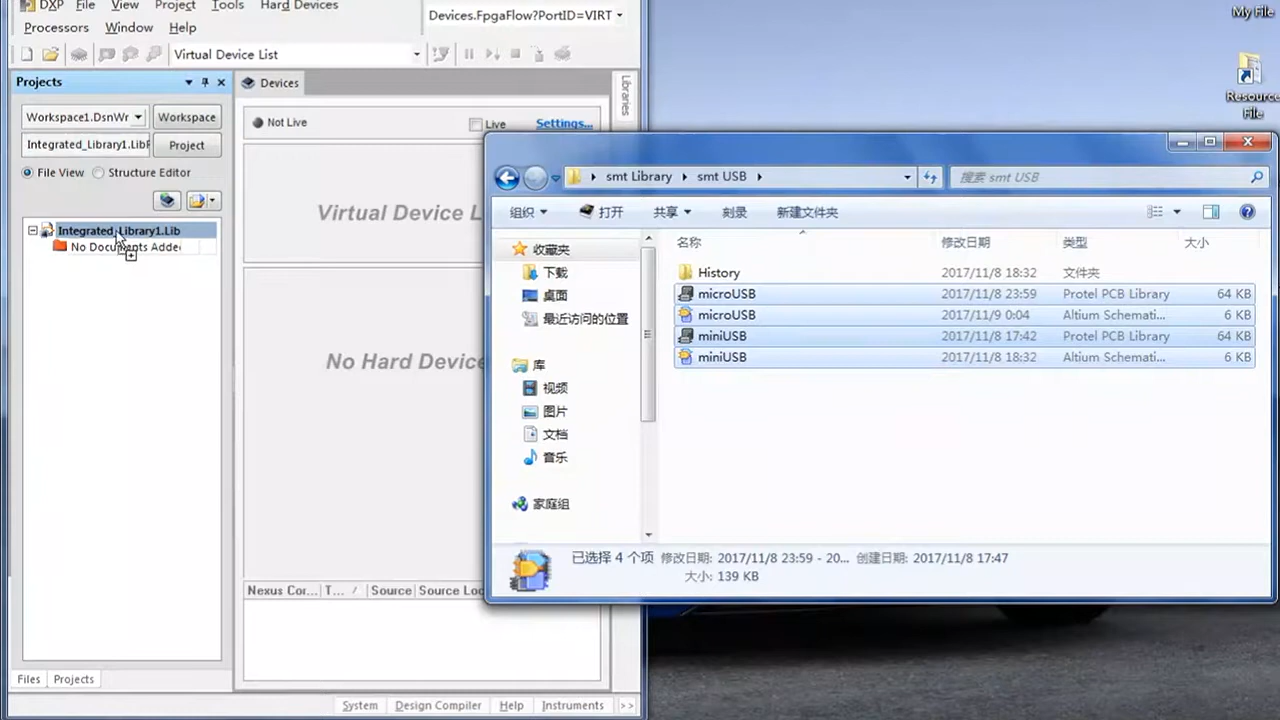 DXP File View Project Tools Hard Devices
Devices.FpgaFlow?PortID=VIRT
Processors Window Help
Virtual Device List
Projects
Workspace1.DsnWr Workspace
Integrated_Library1.LibP Project
File View Structure Editor
Integrated_Library1.Lib
No Documents Adde
Devices
Not Live Live Settings...
Virtual Device L
No Hard Device
Nexus Cor... T... Source Source Loc
Libraries
Files Projects
System Design Compiler Help Instruments >>
My File
Resource
File
smt Library smt USB
搜索 smt USB
组织 打开 共享 刻录 新建文件夹
收藏夹
下载
桌面
最近访问的位置
库
视频
图片
文档
音乐
家庭组
名称 修改日期 类型 大小
History 2017/11/8 18:32 文件夹
microUSB 2017/11/8 23:59 Protel PCB Library 64 KB
microUSB 2017/11/9 0:04 Altium Schemati... 6 KB
miniUSB 2017/11/8 17:42 Protel PCB Library 64 KB
miniUSB 2017/11/8 18:32 Altium Schemati... 6 KB
已选择 4 个项 修改日期: 2017/11/8 23:59 - 20... 创建日期: 2017/11/8 17:47
大小: 139 KB